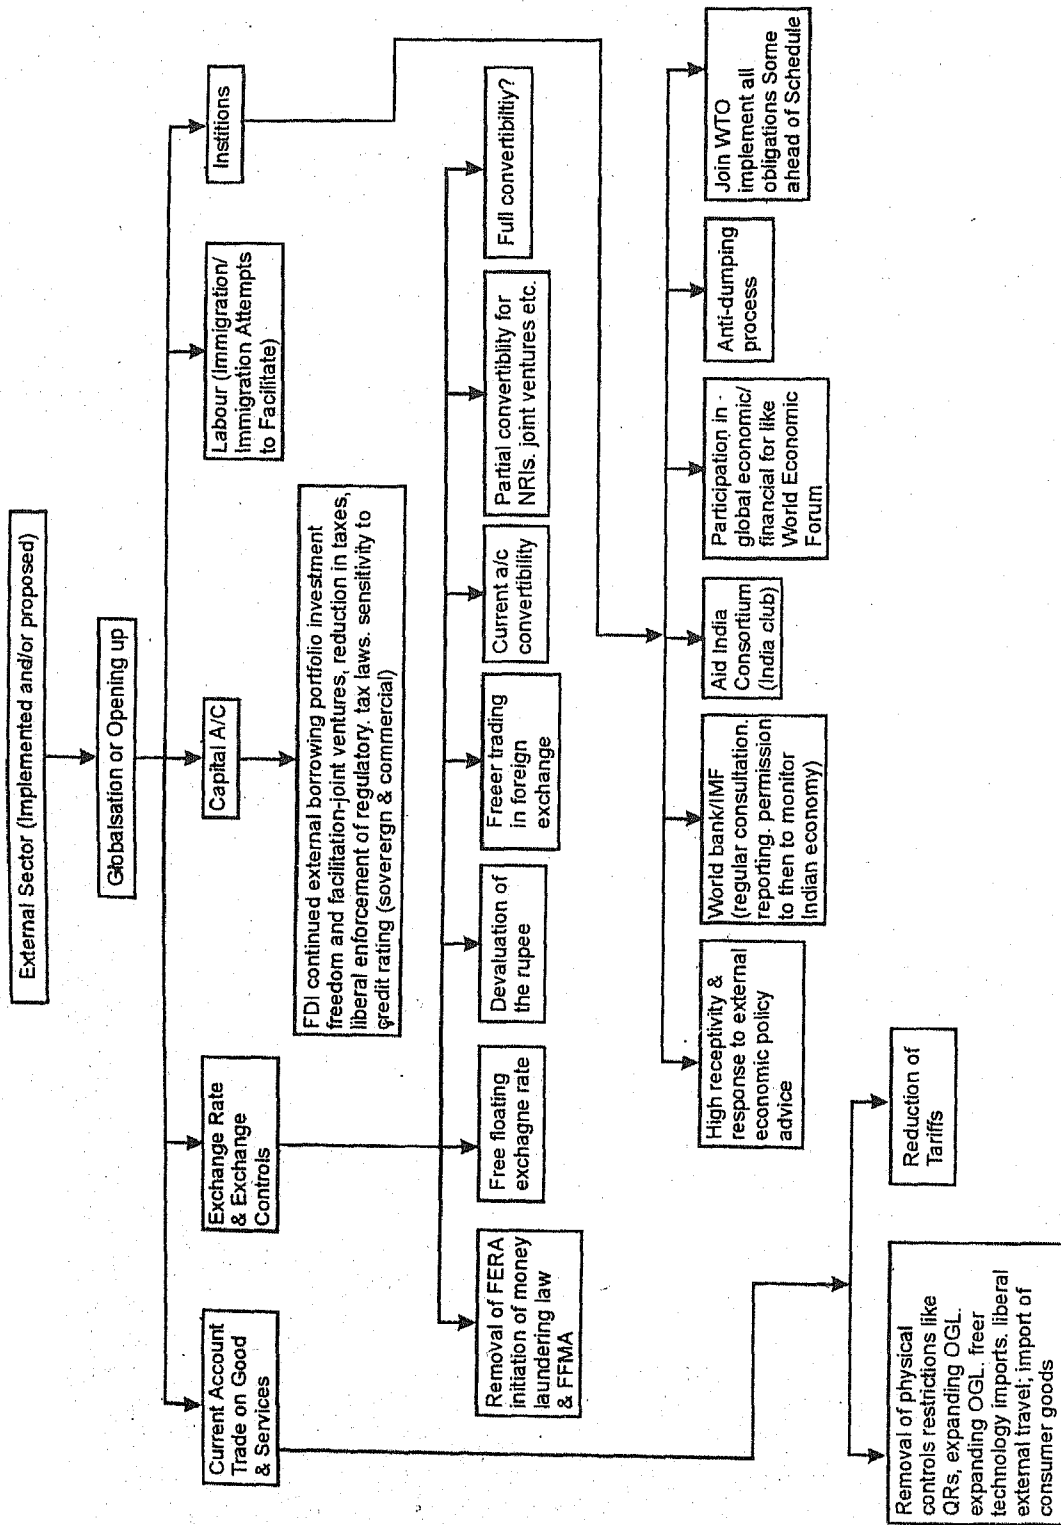 External Sector (Implemented and/or proposed)
Globalsation or Opening up
Current Account
Trade on Good
& Services
Exchange Rate
& Exchange
Controls
Capital A/C
Labour (Immigration/
Immigration Attempts
to Facilitate)
Institions
FDI continued external borrowing portfolio investment
freedom and facilitation-joint ventures, reduction in taxes,
liberal enforcement of regulatory. tax laws. sensitivity to
credit rating (soverergn & commercial)
Removal of FERA
initiation of money
laundering law
& FFMA
Free floating
exchagne rate
Devaluation of
the rupee
Freerer trading
in foreign
exchange
Current a/c
convertibility
Partial convertiblity for
NRIs. joint ventures etc.
Full convertibiltiy?
High receptivity &
response to external
economic policy
advice
World bank/IMF
(regular consultation.
reporting. permission
to then to monitor
Indian economy)
Aid India
Consortium
(India club)
Participation in -
global economic/
financial for like
World Economic
Forum
Anti-dumping
process
Join WTO
implement all
obligations Some
ahead of Schedule
Removal of physical
controls restrictions like
QRs, expanding OGL.
expanding OGL. freer
technology imports. liberal
external travel; import of
consumer goods
Reduction of
Tariffs